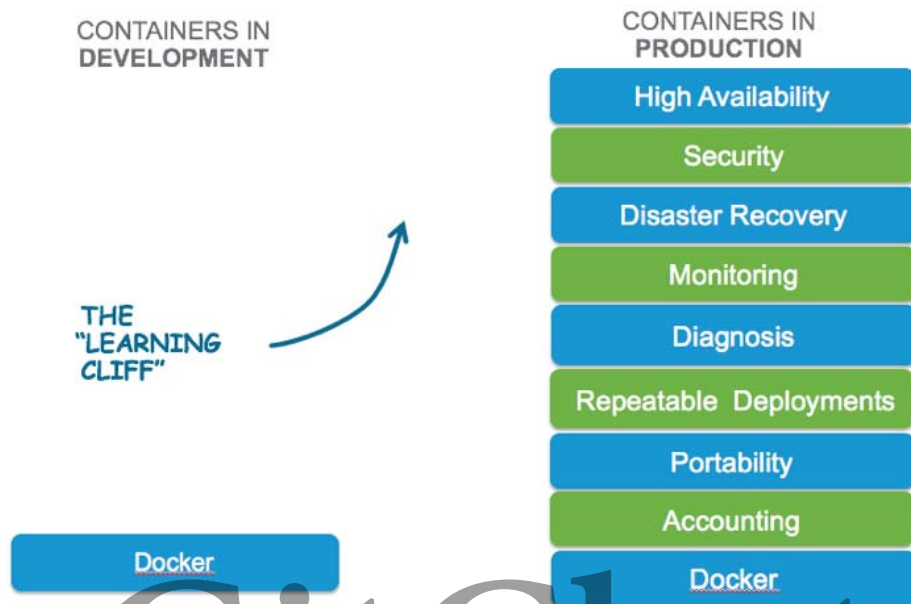 CONTAINERS IN
DEVELOPMENT
THE
"LEARNING
CLIFF"
Docker
CONTAINERS IN
PRODUCTION
High Availability
Security
Disaster Recovery
Monitoring
Diagnosis
Repeatable Deployments
Portability
Accounting
Docker